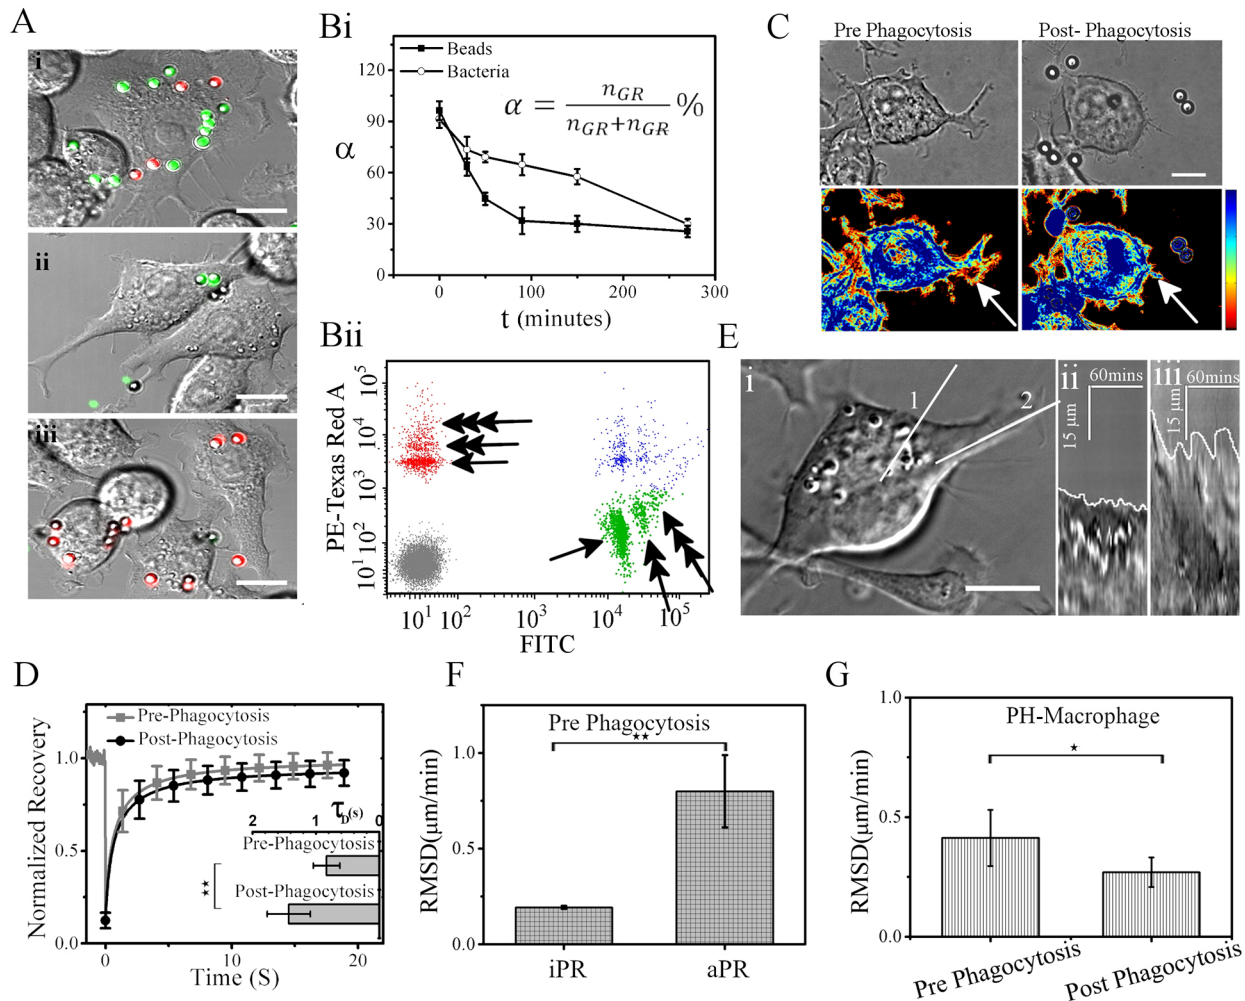 A
i
ii
iii
Bi
Beads
Bacteria
α = nGR / nGR+nGR %
α
120
90
60
30
0
0 100 200 300
t (minutes)
Bii
PE-Texas Red A
10^5
10^4
10^3
10^2
10^1
10^1 10^2 10^3 10^4 10^5
FITC
C
Pre Phagocytosis
Post- Phagocytosis
E
i
1
2
ii
60mins
15 μm
iii
60mins
15 μm
D
Pre-Phagocytosis
Post-Phagocytosis
Normalized Recovery
1.0
0.5
0.0
0 10 20
Time (S)
τD(s)
2 1 0
Pre-Phagocytosis
Post-Phagocytosis
★★
F
Pre Phagocytosis
★★
RMSD(μm/min)
1.0
0.5
0.0
iPR
aPR
G
PH-Macrophage
★
RMSD(μm/min)
1.0
0.5
0.0
Pre Phagocytosis
Post Phagocytosis